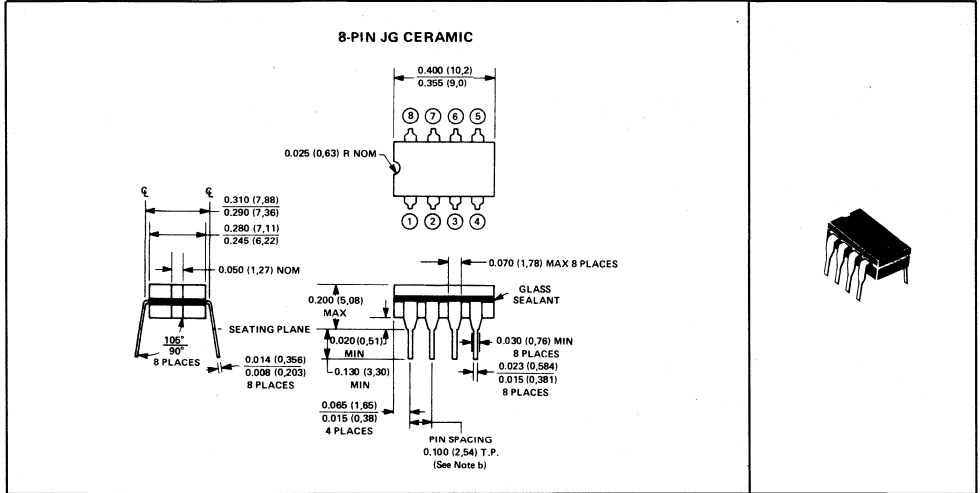 8-PIN JG CERAMIC
0.400 (10,2)
0.355 (9,0)
8 7 6 5
0.025 (0,63) R NOM
1 2 3 4
℄ ℄
0.310 (7,88)
0.290 (7,36)
0.280 (7,11)
0.245 (6,22)
0.050 (1,27) NOM
0.070 (1,78) MAX 8 PLACES
GLASS
SEALANT
0.200 (5,08)
MAX
SEATING PLANE
0.020 (0,51)
MIN
0.030 (0,76) MIN
8 PLACES
105°
90°
8 PLACES
0.014 (0,356)
0.008 (0,203)
8 PLACES
0.130 (3,30)
MIN
0.023 (0,584)
0.015 (0,381)
8 PLACES
0.065 (1,65)
0.015 (0,38)
4 PLACES
PIN SPACING
0.100 (2,54) T.P.
(See Note b)